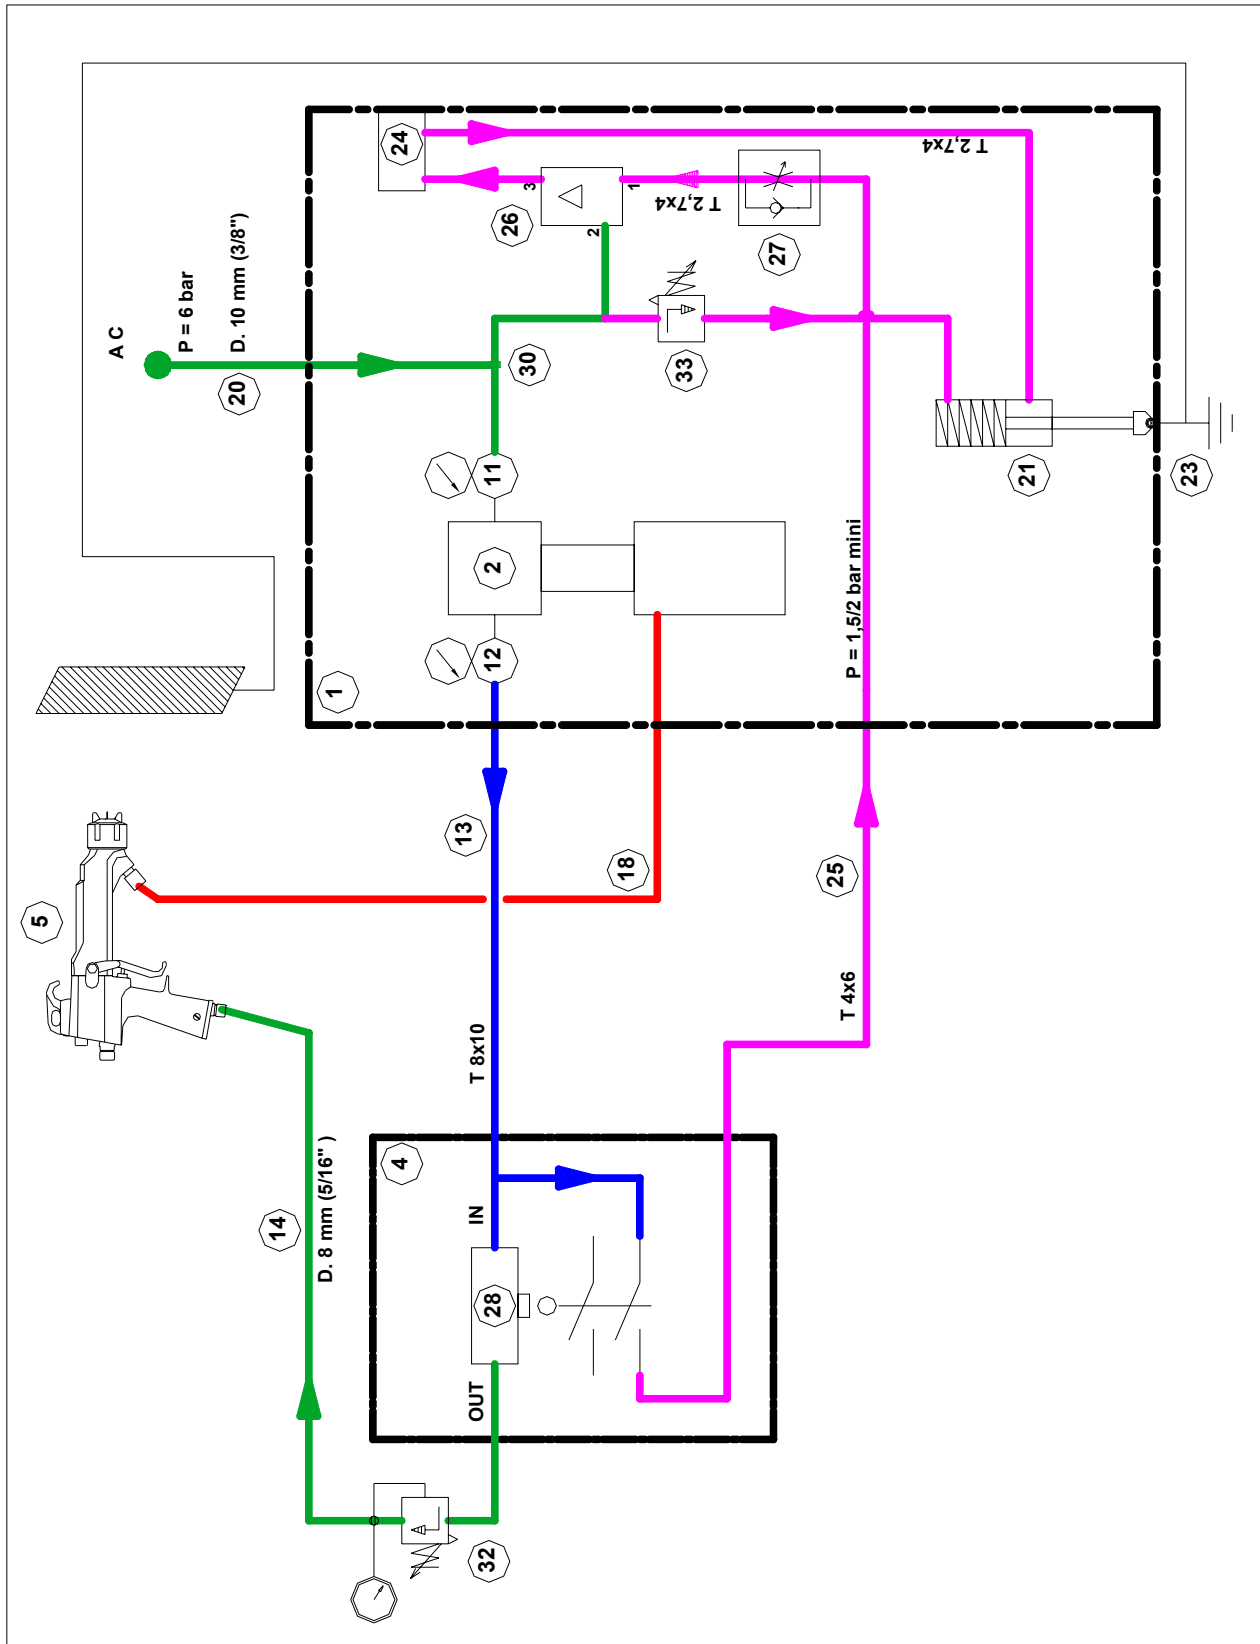 A C
P = 6 bar
D. 10 mm (3/8")
20
24
3
26
2
1
T 2,7x4
T 2,7x4
27
30
33
11
2
12
21
23
1
P = 1,5/2 bar mini
5
13
18
25
T 8x10
T 4x6
14
D. 8 mm (5/16" )
4
IN
28
OUT
32